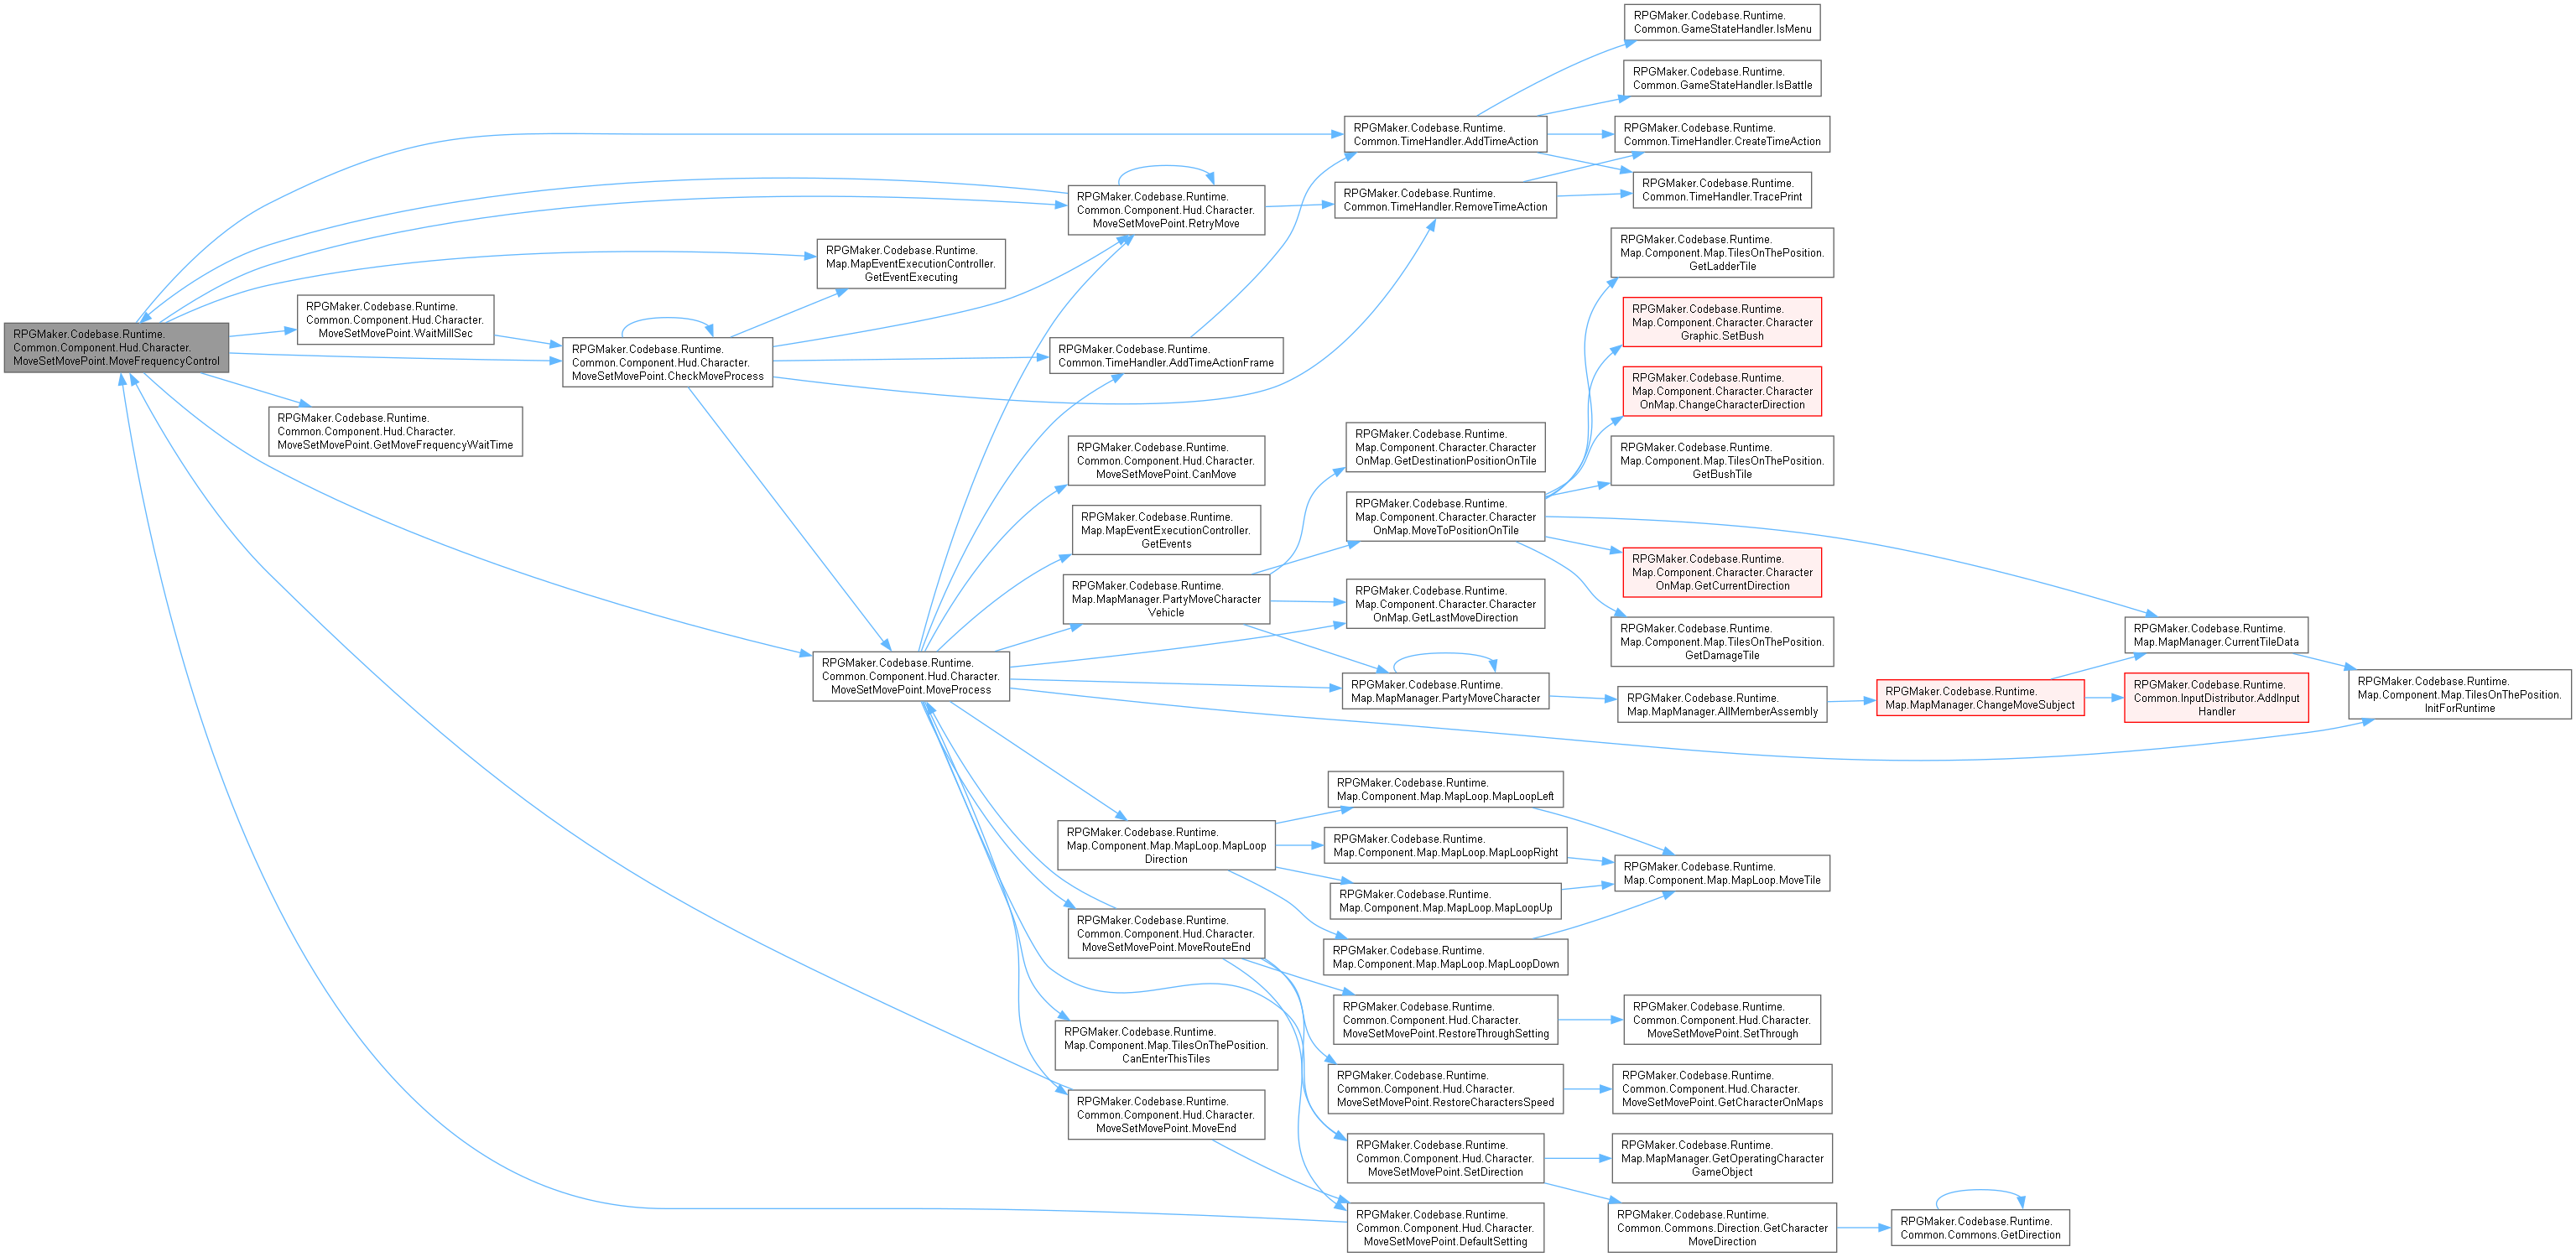 RPGMaker.Codebase.Runtime.
Common.Component.Hud.Character.
MoveSetMovePoint.MoveFrequencyControl
RPGMaker.Codebase.Runtime.
Common.Component.Hud.Character.
MoveSetMovePoint.WaitMillSec
RPGMaker.Codebase.Runtime.
Common.Component.Hud.Character.
MoveSetMovePoint.GetMoveFrequencyWaitTime
RPGMaker.Codebase.Runtime.
Common.Component.Hud.Character.
MoveSetMovePoint.CheckMoveProcess
RPGMaker.Codebase.Runtime.
Map.MapEventExecutionController.
GetEventExecuting
RPGMaker.Codebase.Runtime.
Common.Component.Hud.Character.
MoveSetMovePoint.MoveProcess
RPGMaker.Codebase.Runtime.
Common.Component.Hud.Character.
MoveSetMovePoint.RetryMove
RPGMaker.Codebase.Runtime.
Common.TimeHandler.AddTimeActionFrame
RPGMaker.Codebase.Runtime.
Common.Component.Hud.Character.
MoveSetMovePoint.CanMove
RPGMaker.Codebase.Runtime.
Map.MapEventExecutionController.
GetEvents
RPGMaker.Codebase.Runtime.
Map.MapManager.PartyMoveCharacter
Vehicle
RPGMaker.Codebase.Runtime.
Map.Component.Map.MapLoop.MapLoop
Direction
RPGMaker.Codebase.Runtime.
Common.Component.Hud.Character.
MoveSetMovePoint.MoveRouteEnd
RPGMaker.Codebase.Runtime.
Map.Component.Map.TilesOnThePosition.
CanEnterThisTiles
RPGMaker.Codebase.Runtime.
Common.Component.Hud.Character.
MoveSetMovePoint.MoveEnd
RPGMaker.Codebase.Runtime.
Common.TimeHandler.AddTimeAction
RPGMaker.Codebase.Runtime.
Common.TimeHandler.RemoveTimeAction
RPGMaker.Codebase.Runtime.
Map.Component.Character.Character
OnMap.GetDestinationPositionOnTile
RPGMaker.Codebase.Runtime.
Map.Component.Character.Character
OnMap.MoveToPositionOnTile
RPGMaker.Codebase.Runtime.
Map.Component.Character.Character
OnMap.GetLastMoveDirection
RPGMaker.Codebase.Runtime.
Map.MapManager.PartyMoveCharacter
RPGMaker.Codebase.Runtime.
Map.Component.Map.MapLoop.MapLoopLeft
RPGMaker.Codebase.Runtime.
Map.Component.Map.MapLoop.MapLoopRight
RPGMaker.Codebase.Runtime.
Map.Component.Map.MapLoop.MapLoopUp
RPGMaker.Codebase.Runtime.
Map.Component.Map.MapLoop.MapLoopDown
RPGMaker.Codebase.Runtime.
Common.Component.Hud.Character.
MoveSetMovePoint.RestoreThroughSetting
RPGMaker.Codebase.Runtime.
Common.Component.Hud.Character.
MoveSetMovePoint.RestoreCharactersSpeed
RPGMaker.Codebase.Runtime.
Common.Component.Hud.Character.
MoveSetMovePoint.SetDirection
RPGMaker.Codebase.Runtime.
Common.Component.Hud.Character.
MoveSetMovePoint.DefaultSetting
RPGMaker.Codebase.Runtime.
Common.GameStateHandler.IsMenu
RPGMaker.Codebase.Runtime.
Common.GameStateHandler.IsBattle
RPGMaker.Codebase.Runtime.
Common.TimeHandler.CreateTimeAction
RPGMaker.Codebase.Runtime.
Common.TimeHandler.TracePrint
RPGMaker.Codebase.Runtime.
Map.Component.Map.TilesOnThePosition.
GetLadderTile
RPGMaker.Codebase.Runtime.
Map.Component.Character.Character
Graphic.SetBush
RPGMaker.Codebase.Runtime.
Map.Component.Character.Character
OnMap.ChangeCharacterDirection
RPGMaker.Codebase.Runtime.
Map.Component.Map.TilesOnThePosition.
GetBushTile
RPGMaker.Codebase.Runtime.
Map.Component.Character.Character
OnMap.GetCurrentDirection
RPGMaker.Codebase.Runtime.
Map.Component.Map.TilesOnThePosition.
GetDamageTile
RPGMaker.Codebase.Runtime.
Map.MapManager.AllMemberAssembly
RPGMaker.Codebase.Runtime.
Map.Component.Map.MapLoop.MoveTile
RPGMaker.Codebase.Runtime.
Common.Component.Hud.Character.
MoveSetMovePoint.SetThrough
RPGMaker.Codebase.Runtime.
Common.Component.Hud.Character.
MoveSetMovePoint.GetCharacterOnMaps
RPGMaker.Codebase.Runtime.
Map.MapManager.GetOperatingCharacter
GameObject
RPGMaker.Codebase.Runtime.
Common.Commons.Direction.GetCharacter
MoveDirection
RPGMaker.Codebase.Runtime.
Map.MapManager.ChangeMoveSubject
RPGMaker.Codebase.Runtime.
Common.Commons.GetDirection
RPGMaker.Codebase.Runtime.
Map.MapManager.CurrentTileData
RPGMaker.Codebase.Runtime.
Common.InputDistributor.AddInput
Handler
RPGMaker.Codebase.Runtime.
Map.Component.Map.TilesOnThePosition.
InitForRuntime